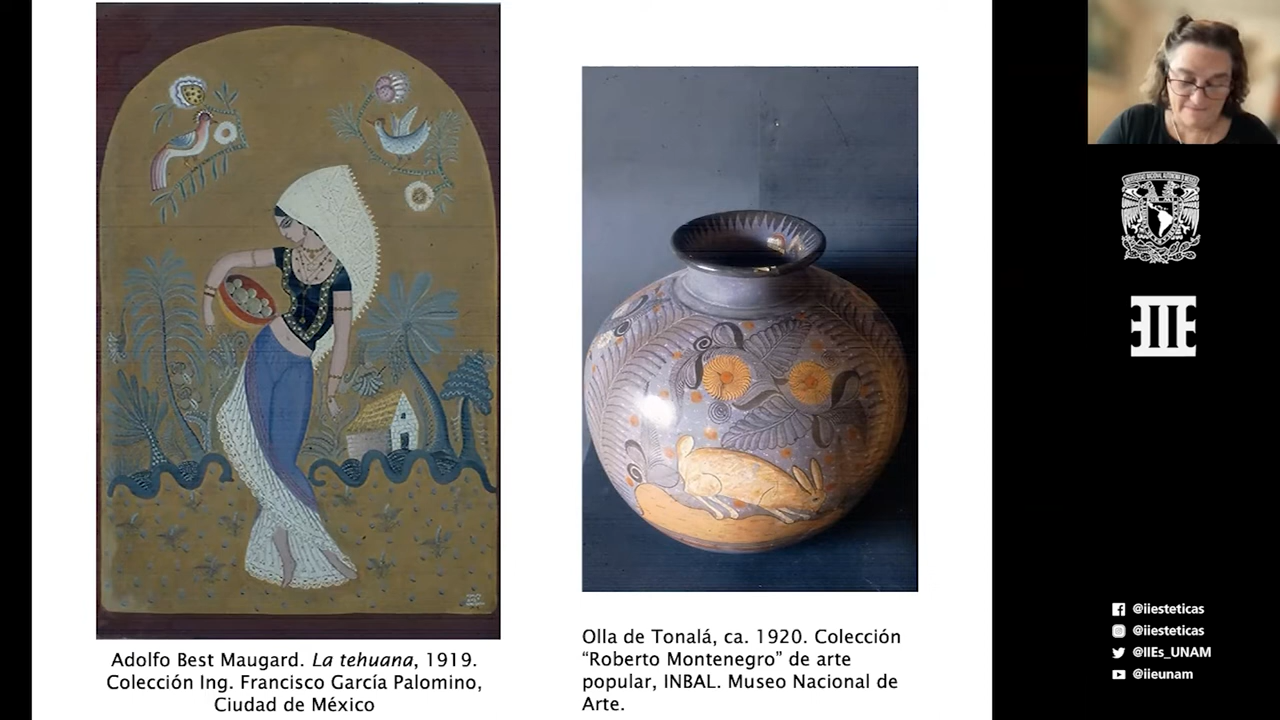 Adolfo Best Maugard. La tehuana, 1919.
Colección Ing. Francisco García Palomino,
Ciudad de México
Olla de Tonalá, ca. 1920. Colección
“Roberto Montenegro” de arte
popular, INBAL. Museo Nacional de
Arte.
@iiesteticas
@iiesteticas
@IIEs_UNAM
@iieunam